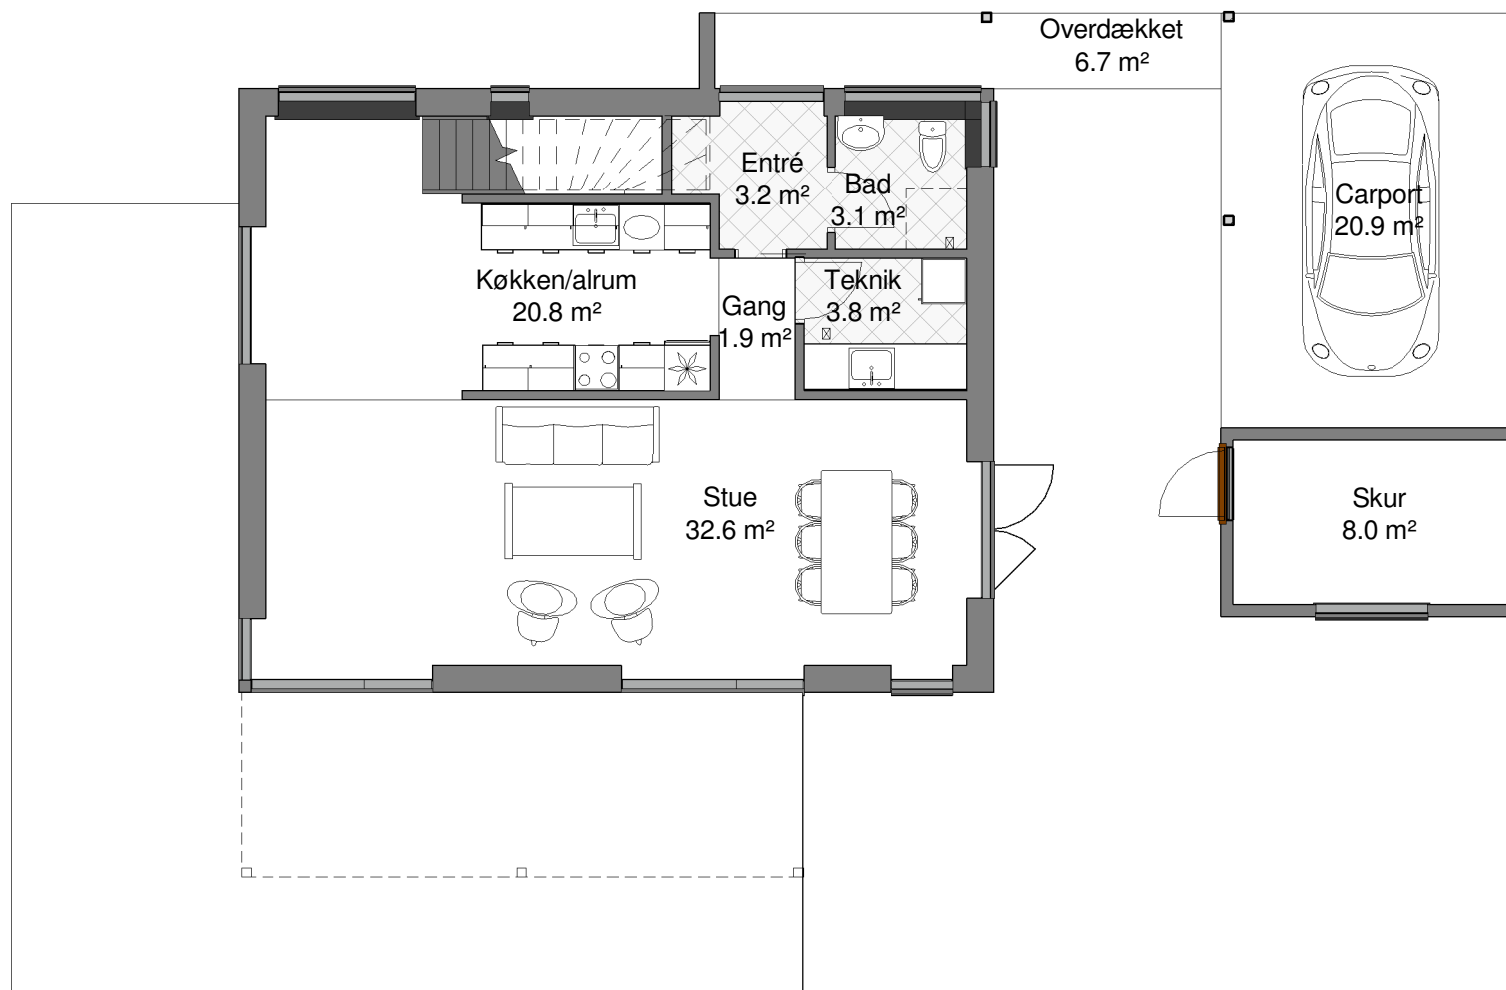 Overdækket
6.7 m²
Entré
3.2 m²
Bad
3.1 m²
Carport
20.9 m²
Køkken/alrum
20.8 m²
Gang
1.9 m²
Teknik
3.8 m²
Stue
32.6 m²
Skur
8.0 m²